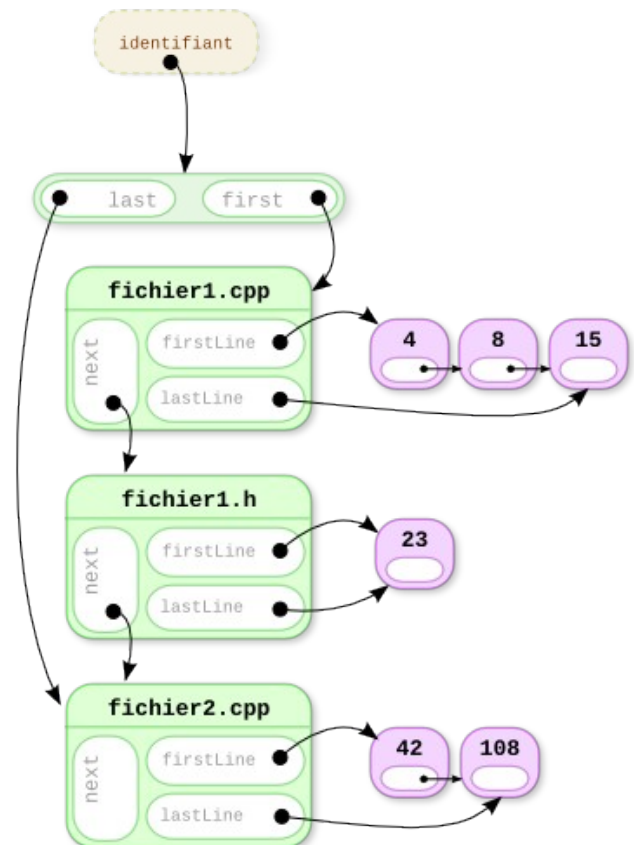 identifiant
last first
fichier1.cpp
next
firstLine
lastLine
4 8 15
fichier1.h
next
firstLine
lastLine
23
fichier2.cpp
next
firstLine
lastLine
42 108